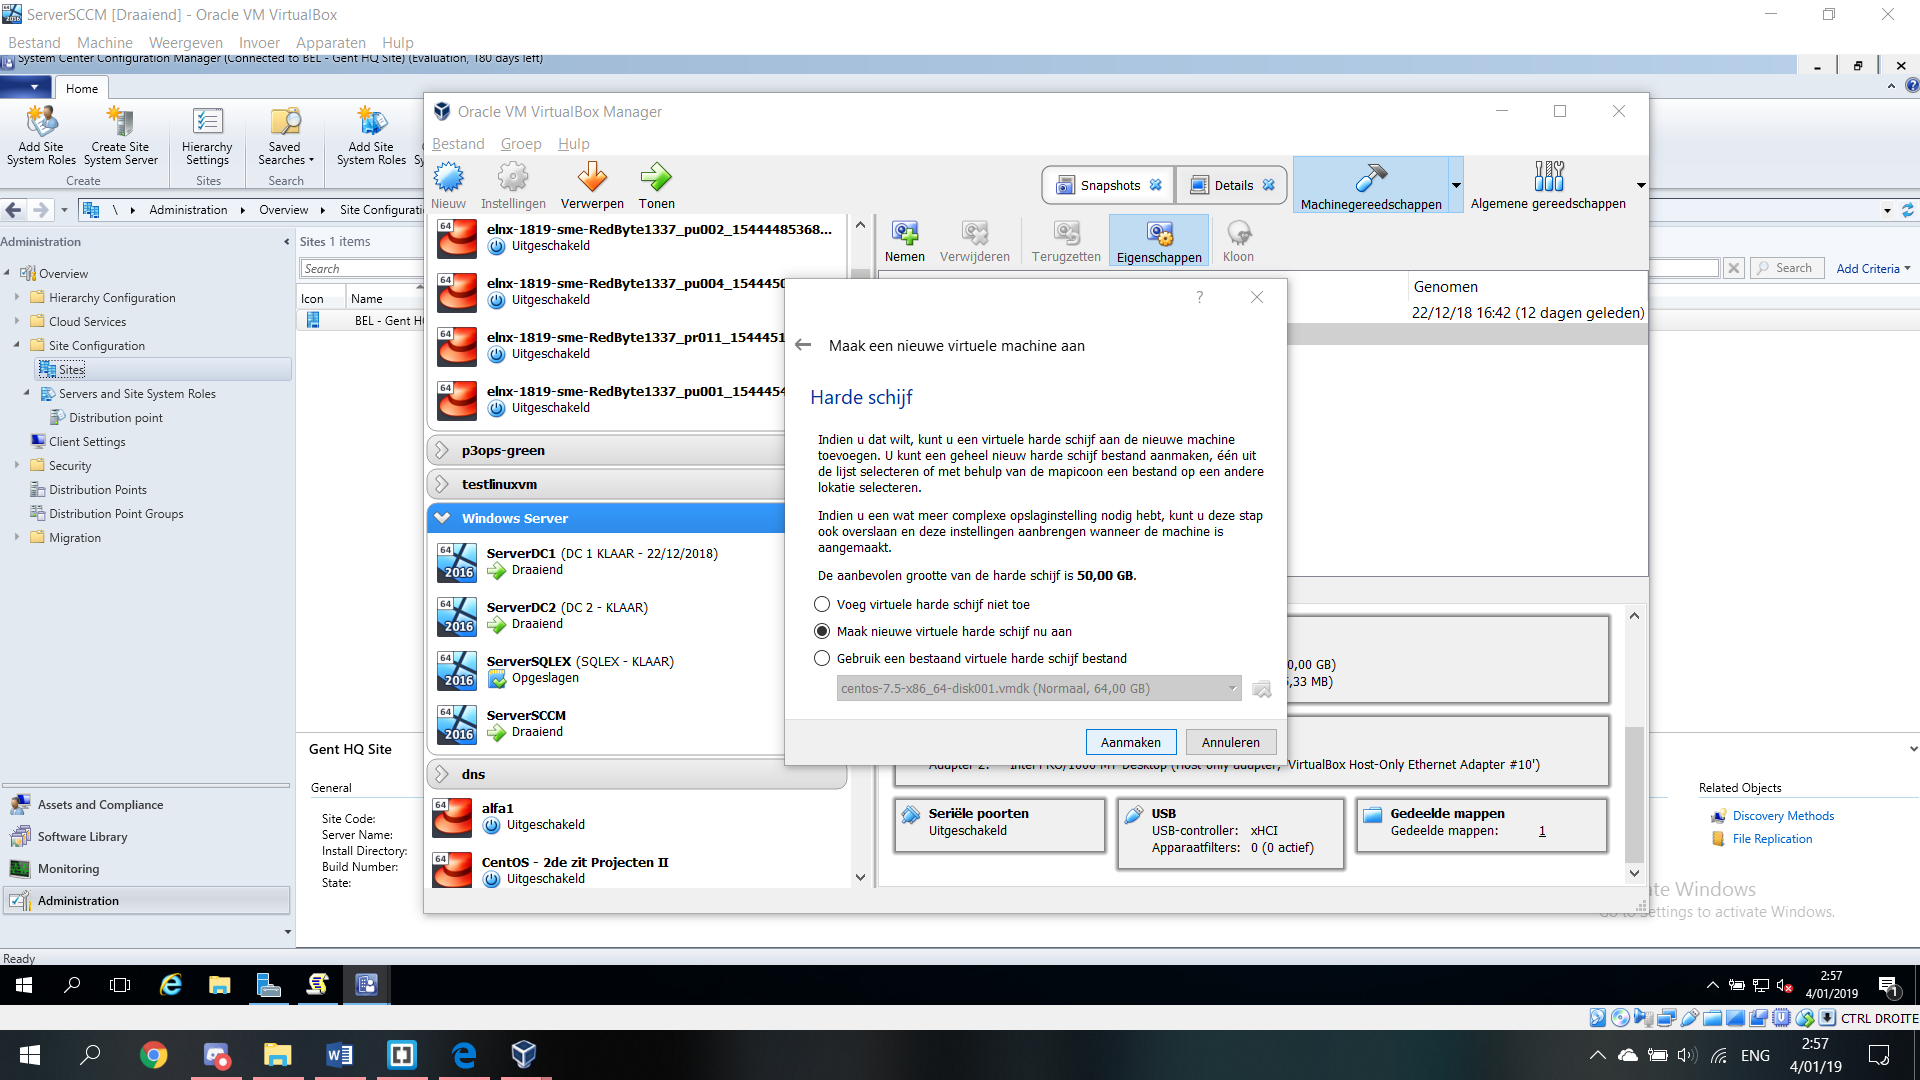 ServerSCCM [Draaiend] - Oracle VM VirtualBox
Bestand Machine Weergeven Invoer Apparaten Hulp
System Center Configuration Manager (Connected to BEL - Gent HQ Site) (Evaluation, 180 days left)
Home
Add Site System Roles
Create Site System Server
Hierarchy Settings
Saved Searches
Add Site System Roles
Create
Sites
Search
\ Administration Overview Site Configurati
Administration
Overview
Hierarchy Configuration
Cloud Services
Site Configuration
Sites
Servers and Site System Roles
Distribution point
Client Settings
Security
Distribution Points
Distribution Point Groups
Migration
Assets and Compliance
Software Library
Monitoring
Administration
Ready
Sites 1 items
Search
Icon Name
BEL - Gent H
Search
Add Criteria
Gent HQ Site
General
Site Code:
Server Name:
Install Directory:
Build Number:
State:
Related Objects
Discovery Methods
File Replication
Oracle VM VirtualBox Manager
Bestand Groep Hulp
Nieuw Instellingen Verwerpen Tonen
Snapshots Details
Machinegereedschappen
Algemene gereedschappen
elnx-1819-sme-RedByte1337_pu002_15444485368...
Uitgeschakeld
elnx-1819-sme-RedByte1337_pu004_1544450
Uitgeschakeld
elnx-1819-sme-RedByte1337_pr011_1544451
Uitgeschakeld
elnx-1819-sme-RedByte1337_pu001_1544454
Uitgeschakeld
p3ops-green
testlinuxvm
Windows Server
ServerDC1 (DC 1 KLAAR - 22/12/2018)
Draaiend
ServerDC2 (DC 2 - KLAAR)
Draaiend
ServerSQLEX (SQLEX - KLAAR)
Opgeslagen
ServerSCCM
Draaiend
dns
alfa1
Uitgeschakeld
CentOS - 2de zit Projecten II
Uitgeschakeld
Nemen Verwijderen Terugzetten Eigenschappen Kloon
Genomen
22/12/18 16:42 (12 dagen geleden)
?
Maak een nieuwe virtuele machine aan
Harde schijf
Indien u dat wilt, kunt u een virtuele harde schijf aan de nieuwe machine
toevoegen. U kunt een geheel nieuw harde schijf bestand aanmaken, één uit
de lijst selecteren of met behulp van de mapicoon een bestand op een andere
lokatie selecteren.
Indien u een wat meer complexe opslaginstelling nodig hebt, kunt u deze stap
ook overslaan en deze instellingen aanbrengen wanneer de machine is
aangemaakt.
De aanbevolen grootte van de harde schijf is 50,00 GB.
Voeg virtuele harde schijf niet toe
Maak nieuwe virtuele harde schijf nu aan
Gebruik een bestaand virtuele harde schijf bestand
centos-7.5-x86_64-disk001.vmdk (Normaal, 64,00 GB)
Aanmaken Annuleren
0,00 GB)
,33 MB)
Adapter 2: Intel PRO/1000 MT Desktop (Host-only adapter, 'VirtualBox Host-Only Ethernet Adapter #10')
Seriële poorten
Uitgeschakeld
USB
USB-controller: xHCI
Apparaatfilters: 0 (0 actief)
Gedeelde mappen
Gedeelde mappen: 1
te Windows
ettings to activate Windows.
2:57
4/01/2019
1
CTRL DROITE
ENG
2:57
4/01/19